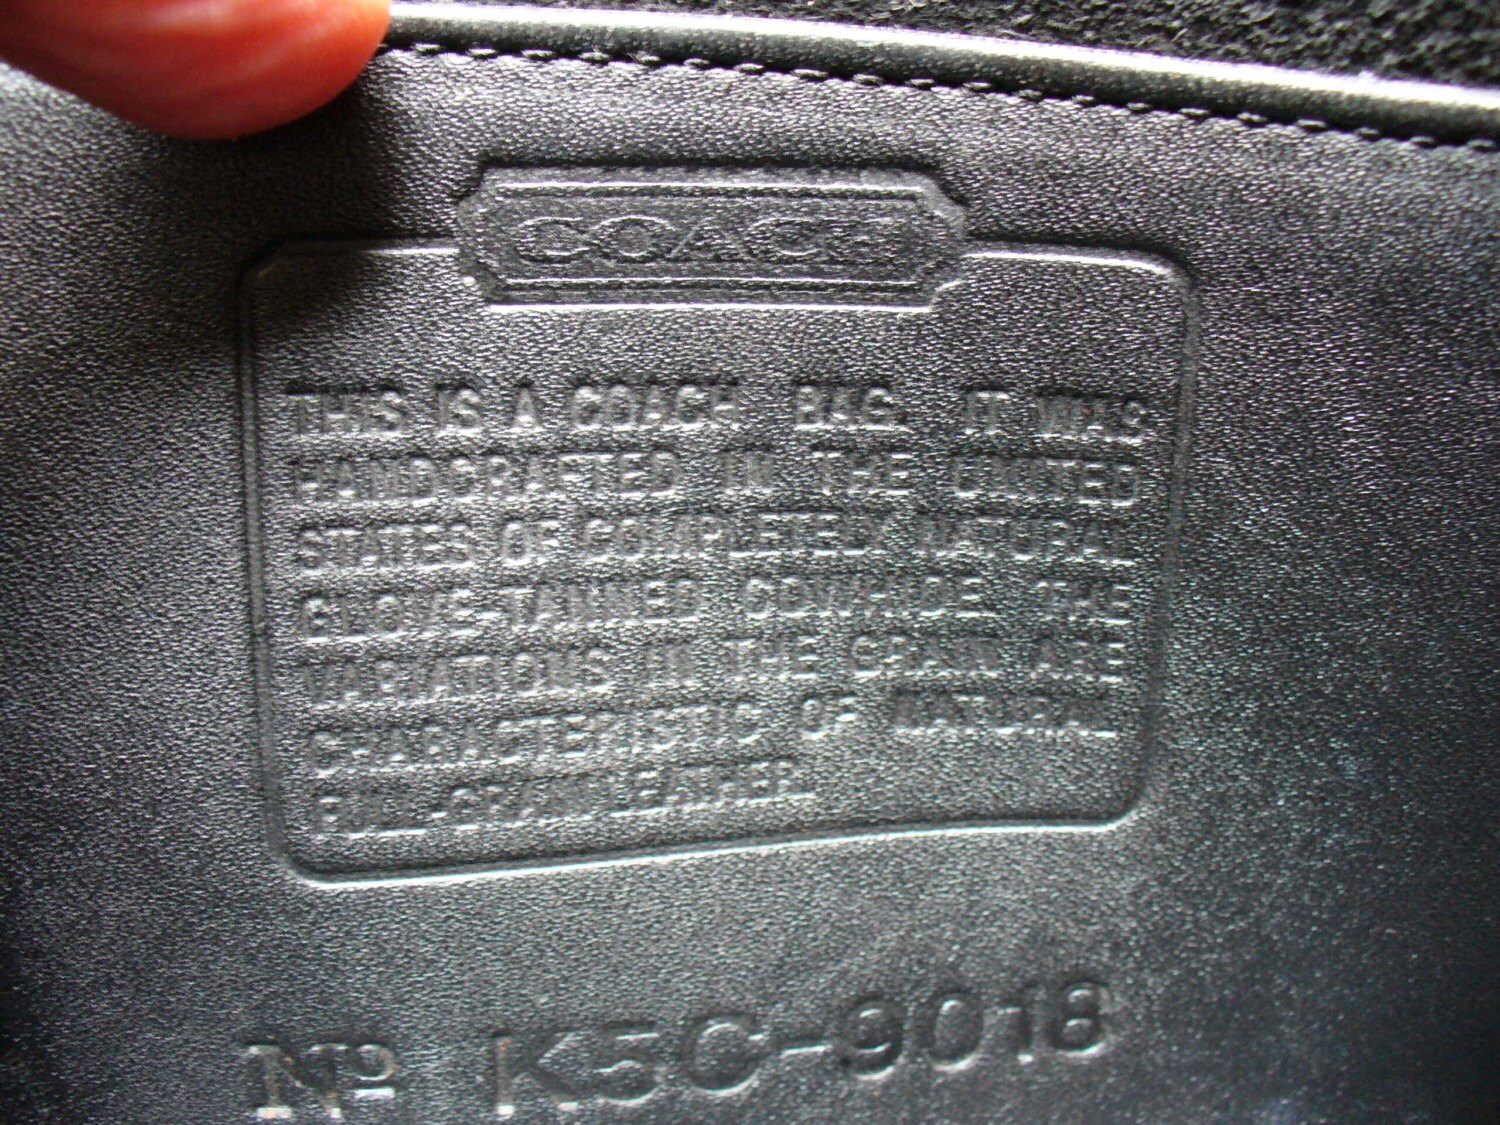 COACH
THIS IS A COACH BAG. IT WAS
HANDCRAFTED IN THE UNITED
STATES OF COMPLETELY NATURAL
GLOVE-TANNED COWHIDE. THE
VARIATIONS IN THE GRAIN ARE
CHARACTERISTIC OF NATURAL
FULL-GRAIN LEATHER.
Nº K5C-9018